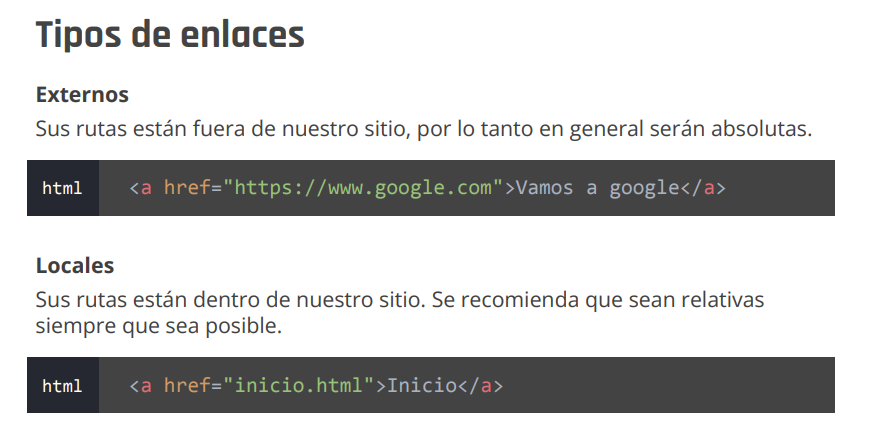 Tipos de enlaces
Externos
Sus rutas están fuera de nuestro sitio, por lo tanto en general serán absolutas.
html <a href="https://www.google.com">Vamos a google</a>
Locales
Sus rutas están dentro de nuestro sitio. Se recomienda que sean relativas
siempre que sea posible.
html <a href="inicio.html">Inicio</a>